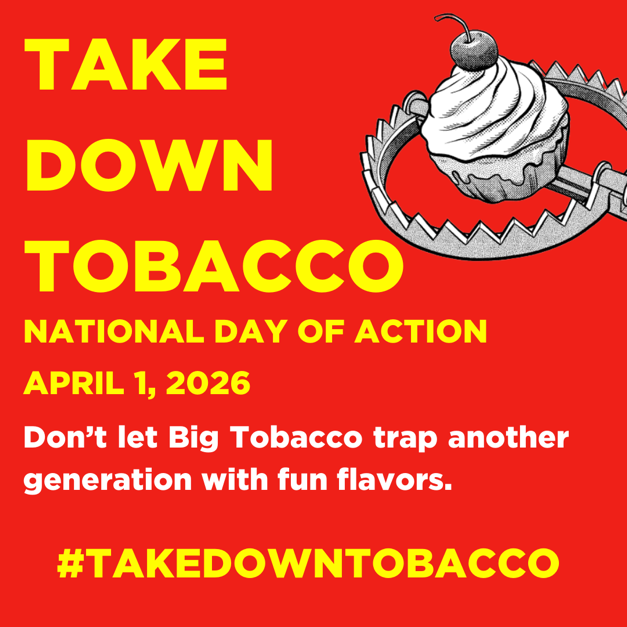 TAKE
DOWN
TOBACCO
NATIONAL DAY OF ACTION
APRIL 1, 2026
Don’t let Big Tobacco trap another
generation with fun flavors.
#TAKEDOWNTOBACCO